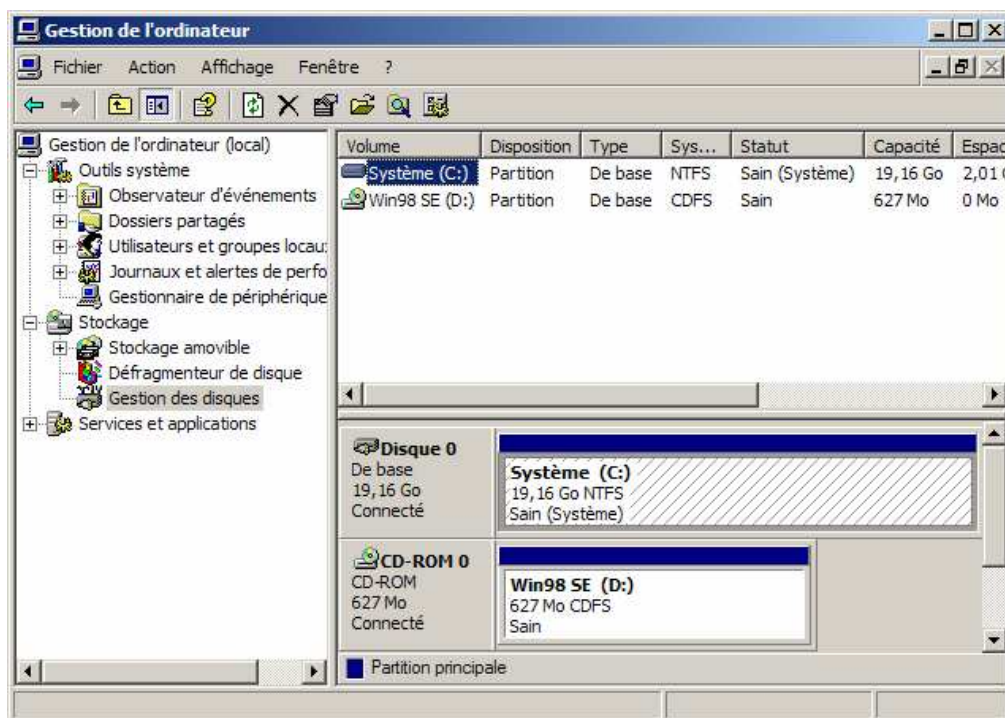 Gestion de l'ordinateur
Fichier Action Affichage Fenêtre ?
Gestion de l'ordinateur (local)
Outils système
Observateur d'événements
Dossiers partagés
Utilisateurs et groupes locau
Journaux et alertes de perfo
Gestionnaire de périphérique
Stockage
Stockage amovible
Défragmenteur de disque
Gestion des disques
Services et applications
Volume Disposition Type Sys... Statut Capacité Espac
Système (C:) Partition De base NTFS Sain (Système) 19,16 Go 2,01
Win98 SE (D:) Partition De base CDFS Sain 627 Mo 0 Mo
Disque 0
De base
19,16 Go
Connecté
Système (C:)
19,16 Go NTFS
Sain (Système)
CD-ROM 0
CD-ROM
627 Mo
Connecté
Win98 SE (D:)
627 Mo CDFS
Sain
Partition principale